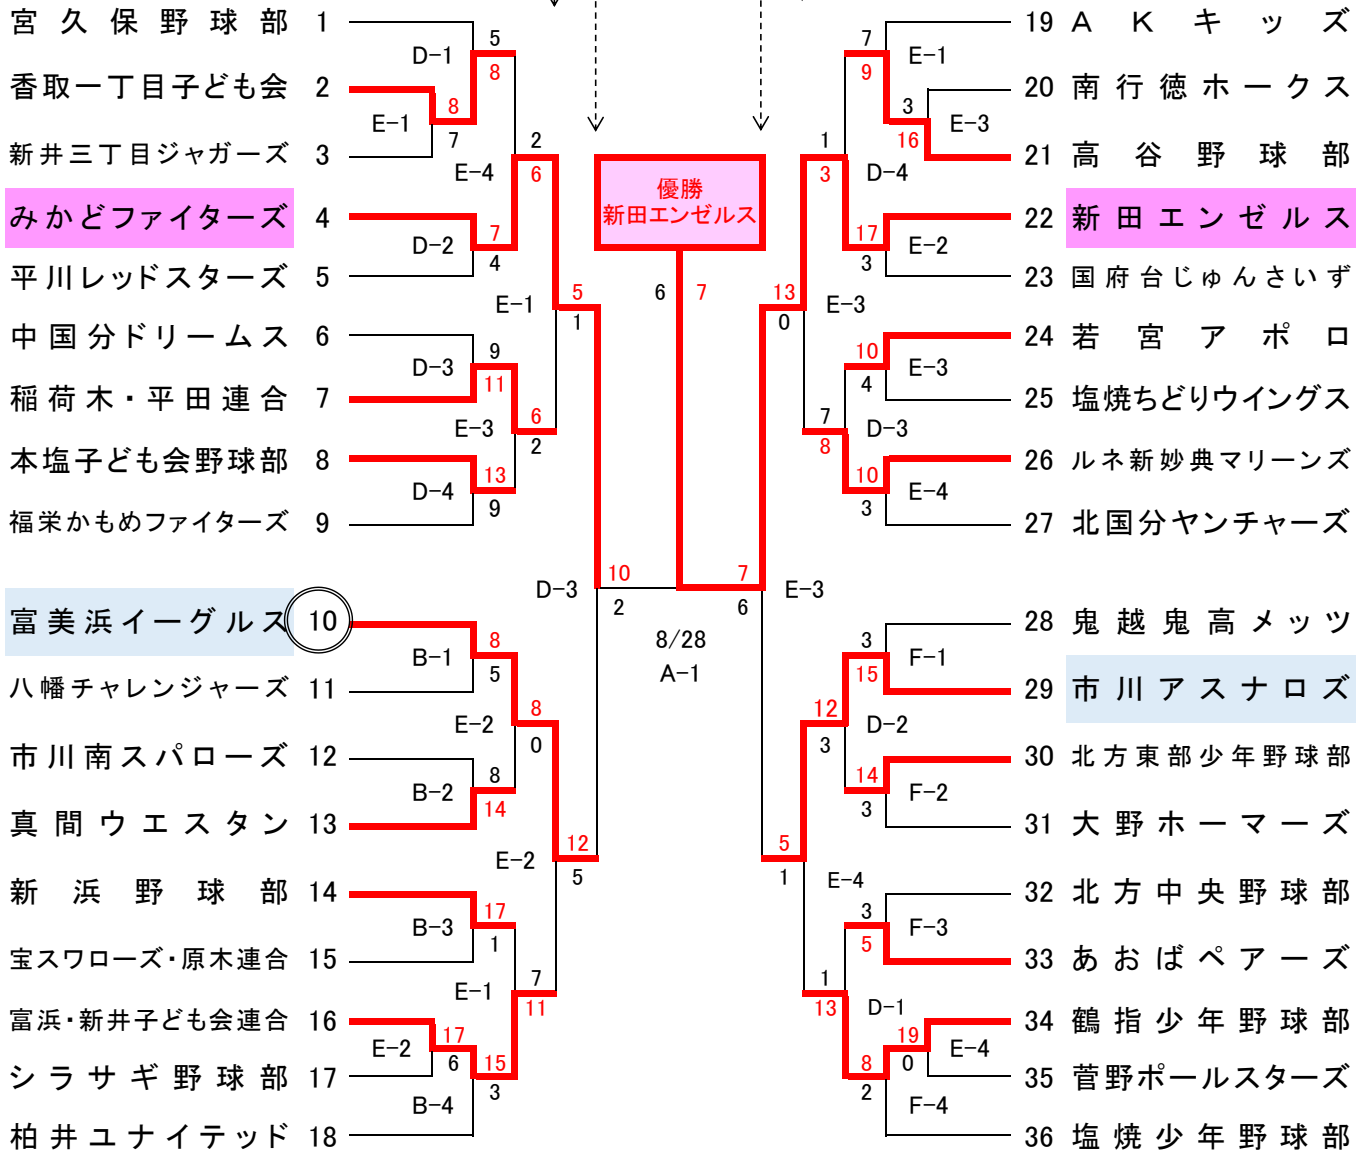 宮久保野球部 1
香取一丁目子ども会 2
新井三丁目ジャガーズ 3
みかどファイターズ 4
平川レッドスターズ 5
中国分ドリームス 6
稲荷木・平田連合 7
本塩子ども会野球部 8
福栄かもめファイターズ 9
富美浜イーグルス 10
八幡チャレンジャーズ 11
市川南スパローズ 12
真間ウエスタン 13
新浜野球部 14
宝スワローズ・原木連合 15
富浜・新井子ども会連合 16
シラサギ野球部 17
柏井ユナイテッド 18
D-1
5
8
E-1
8
7
E-4
2
6
D-2
7
4
E-1
5
1
D-3
9
11
E-3
6
2
D-4
13
9
D-3
10
2
B-1
8
5
E-2
8
0
B-2
8
14
E-2
12
5
B-3
17
1
E-1
7
11
E-2
17
6
15
3
B-4
優勝
新田エンゼルス
6 7
8/28
A-1
7
9
E-1
3
16
E-3
1
3
D-4
17
3
E-2
13
0
E-3
10
4
E-3
7
8
D-3
10
3
E-4
7
6
E-3
3
15
F-1
12
3
D-2
14
3
F-2
5
1
E-4
3
5
F-3
1
13
D-1
19
0
E-4
8
2
F-4
19 AKキッズ
20 南行徳ホークス
21 高谷野球部
22 新田エンゼルス
23 国府台じゅんさいず
24 若宮アポロ
25 塩焼ちどりウイングス
26 ルネ新妙典マリーンズ
27 北国分ヤンチャーズ
28 鬼越鬼高メッツ
29 市川アスナロズ
30 北方東部少年野球部
31 大野ホーマーズ
32 北方中央野球部
33 あおばペアーズ
34 鶴指少年野球部
35 菅野ポールスターズ
36 塩焼少年野球部